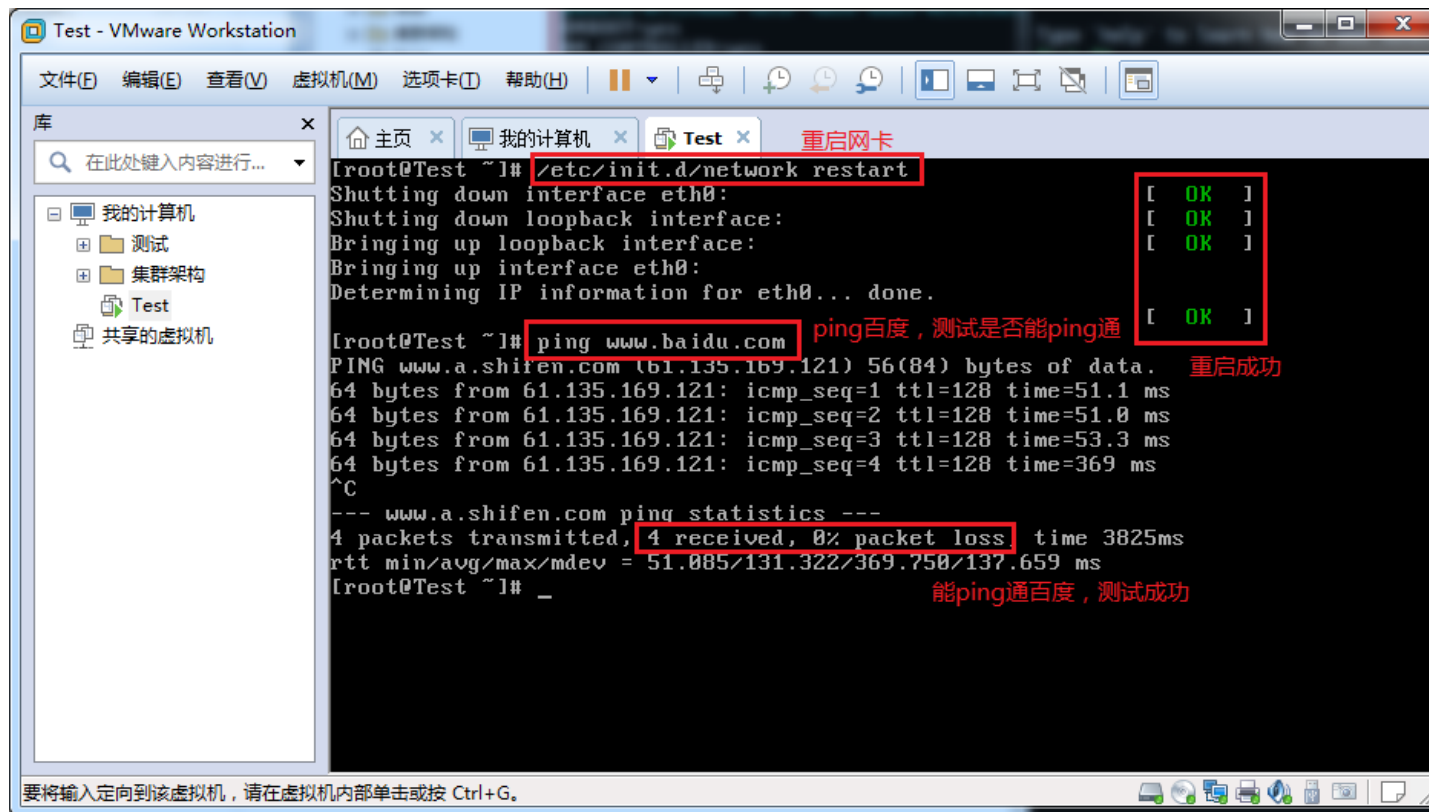 Test - VMware Workstation
文件(F) 编辑(E) 查看(V) 虚拟机(M) 选项卡(T) 帮助(H)
库
在此处键入内容进行...
我的计算机
测试
集群架构
Test
共享的虚拟机
主页 我的计算机 Test
重启网卡
[root@Test ~]# /etc/init.d/network restart
Shutting down interface eth0: [ OK ]
Shutting down loopback interface: [ OK ]
Bringing up loopback interface: [ OK ]
Bringing up interface eth0:
Determining IP information for eth0... done.
[ OK ]
ping百度，测试是否能ping通
[root@Test ~]# ping www.baidu.com
PING www.a.shifen.com (61.135.169.121) 56(84) bytes of data.
重启成功
64 bytes from 61.135.169.121: icmp_seq=1 ttl=128 time=51.1 ms
64 bytes from 61.135.169.121: icmp_seq=2 ttl=128 time=51.0 ms
64 bytes from 61.135.169.121: icmp_seq=3 ttl=128 time=53.3 ms
64 bytes from 61.135.169.121: icmp_seq=4 ttl=128 time=369 ms
^C
--- www.a.shifen.com ping statistics ---
4 packets transmitted, 4 received, 0% packet loss, time 3825ms
rtt min/avg/max/mdev = 51.085/131.322/369.750/137.659 ms
[root@Test ~]# _
能ping通百度，测试成功
要将输入定向到该虚拟机，请在虚拟机内部单击或按 Ctrl+G。